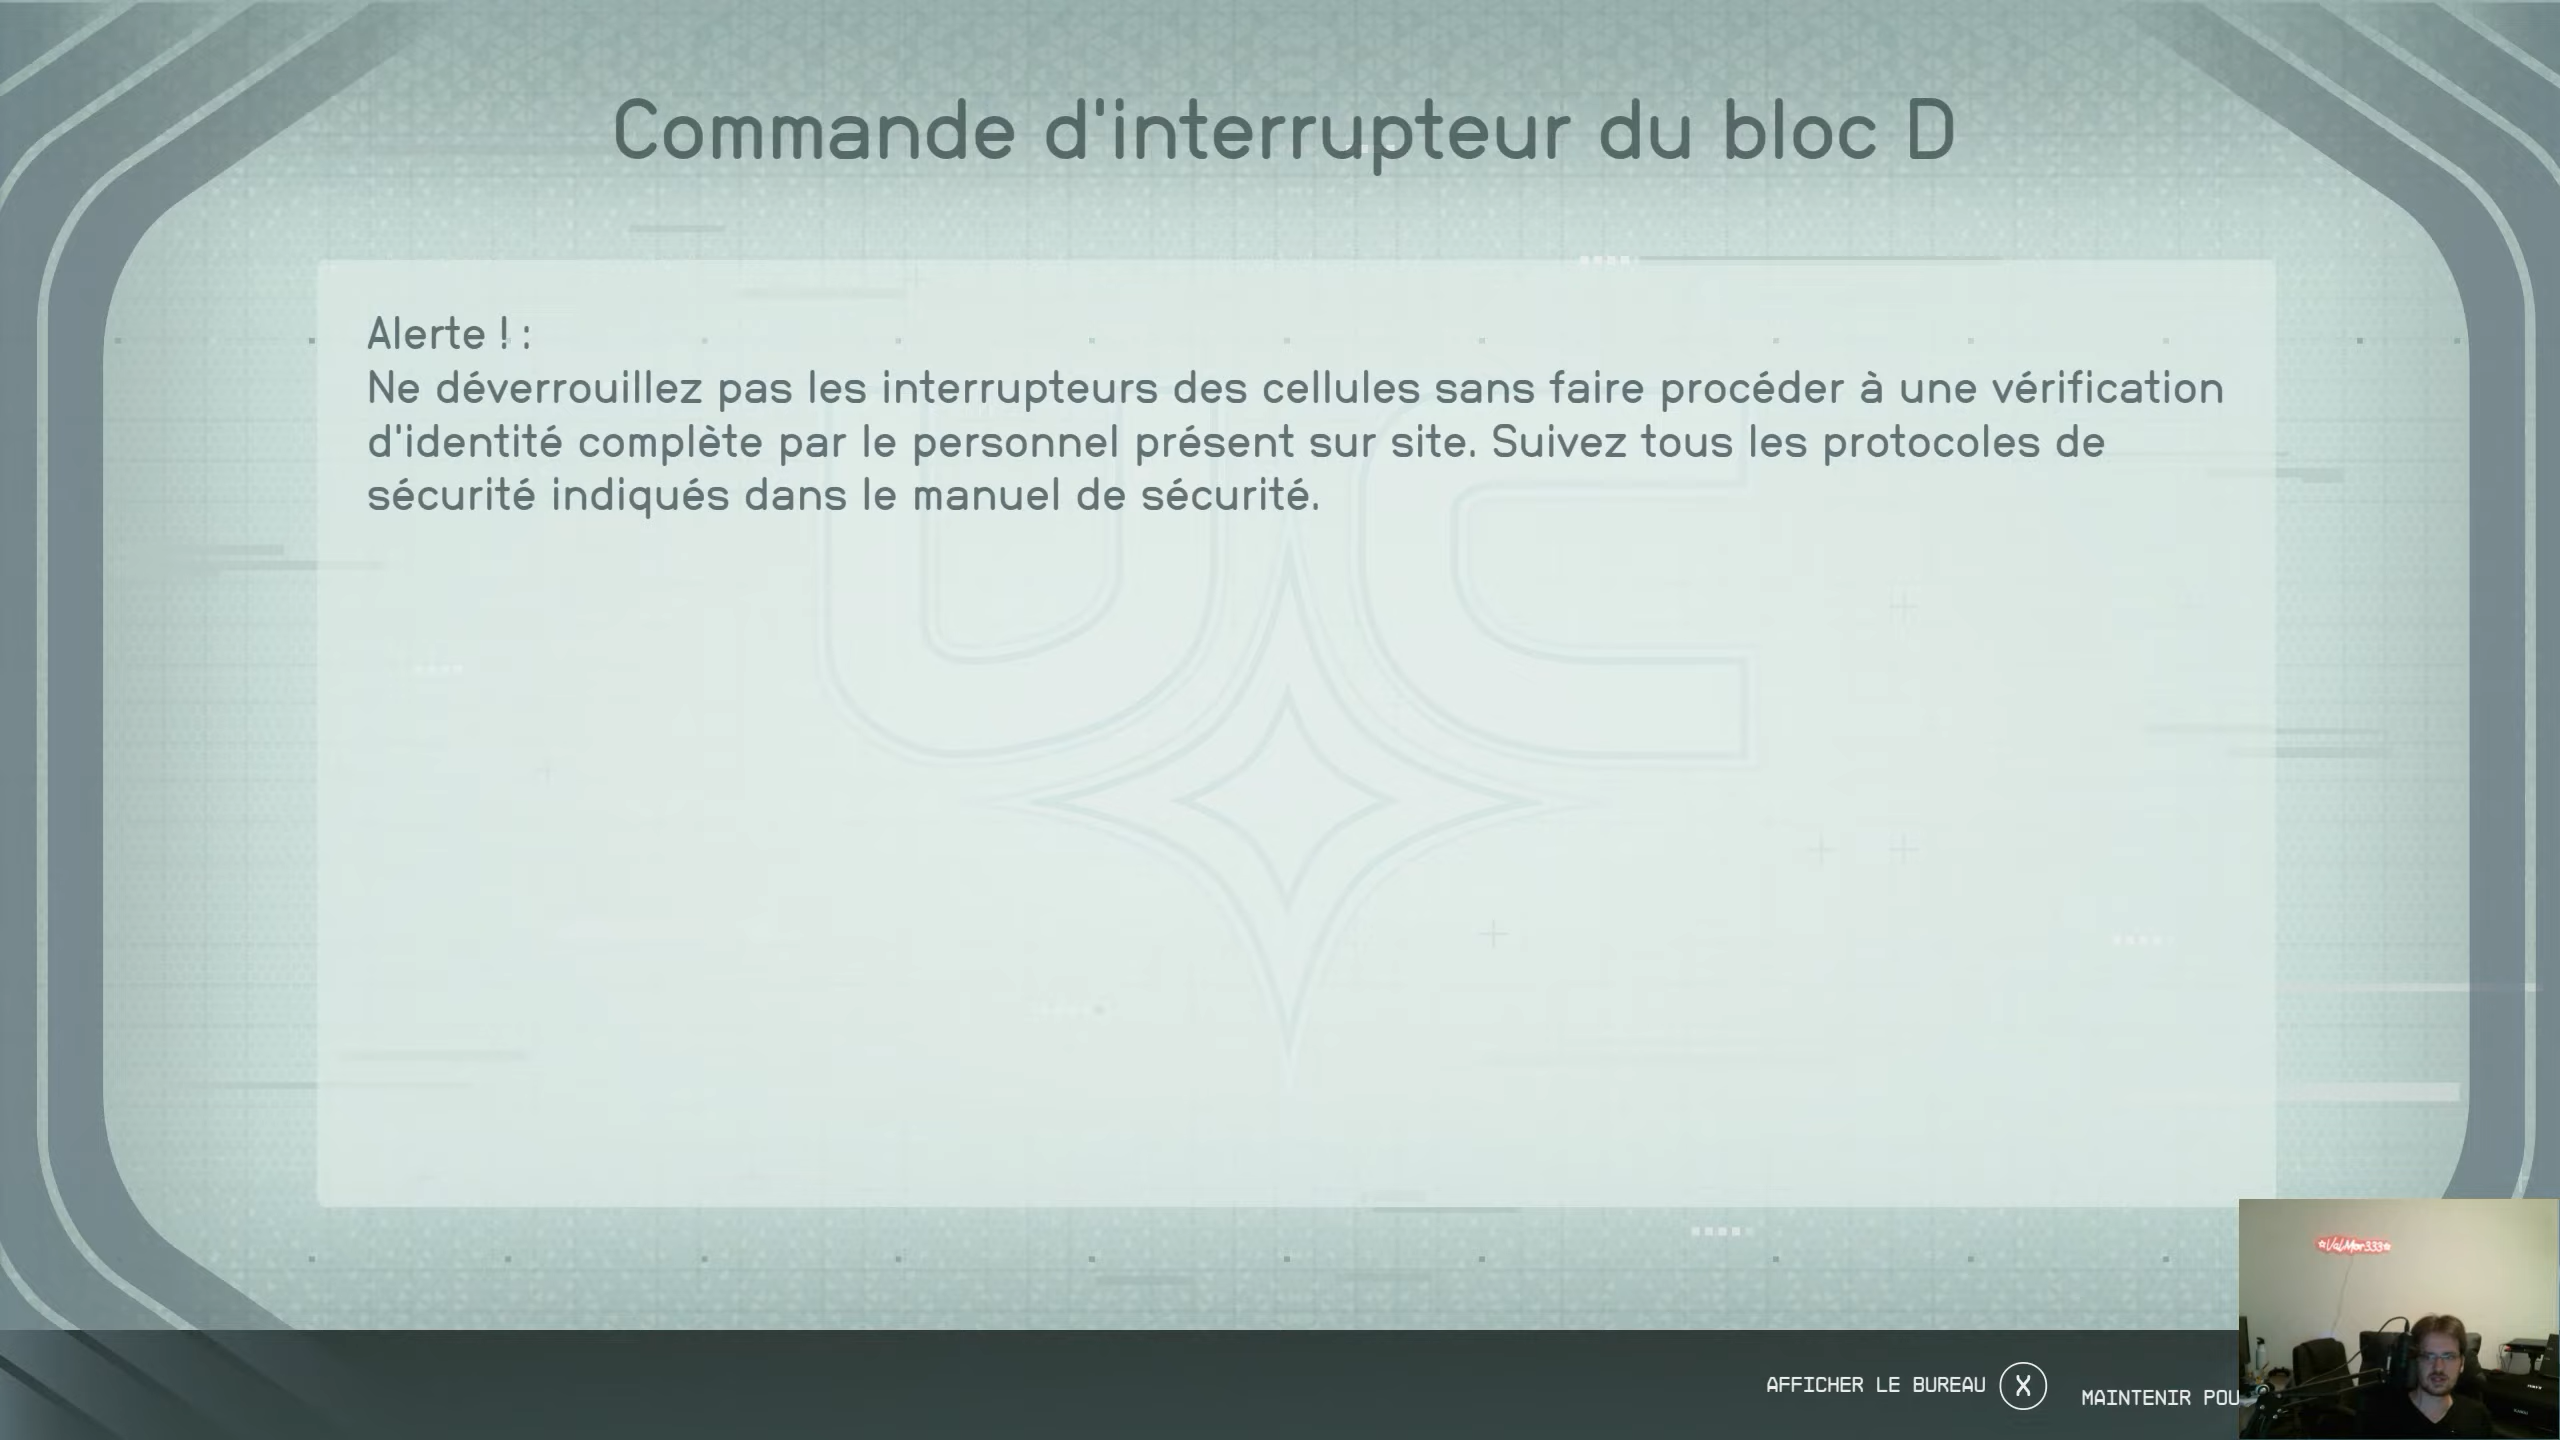 Commande d'interrupteur du bloc D
Alerte ! :
Ne déverrouillez pas les interrupteurs des cellules sans faire procéder à une vérification
d'identité complète par le personnel présent sur site. Suivez tous les protocoles de
sécurité indiqués dans le manuel de sécurité.
UC
☆ValMor333☆
AFFICHER LE BUREAU X
MAINTENIR POU